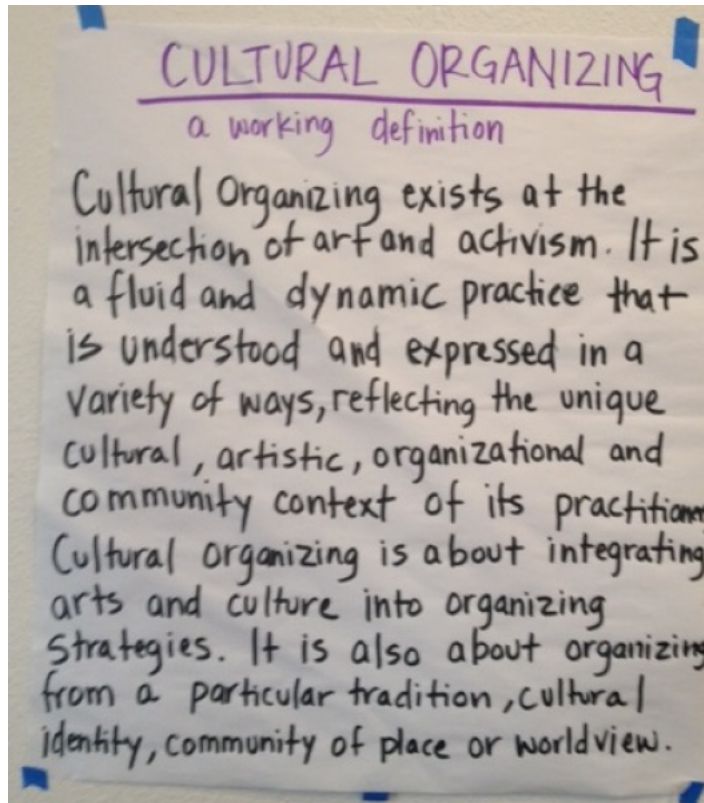 CULTURAL ORGANIZING
a working definition
Cultural Organizing exists at the
intersection of art and activism. It is
a fluid and dynamic practice that
is understood and expressed in a
variety of ways, reflecting the unique
cultural, artistic, organizational and
community context of its
Cultural organizing is about integrating
arts and culture into organizing
strategies. It is also about organizing
from a particular tradition, cultural
identity, community of place or worldview.